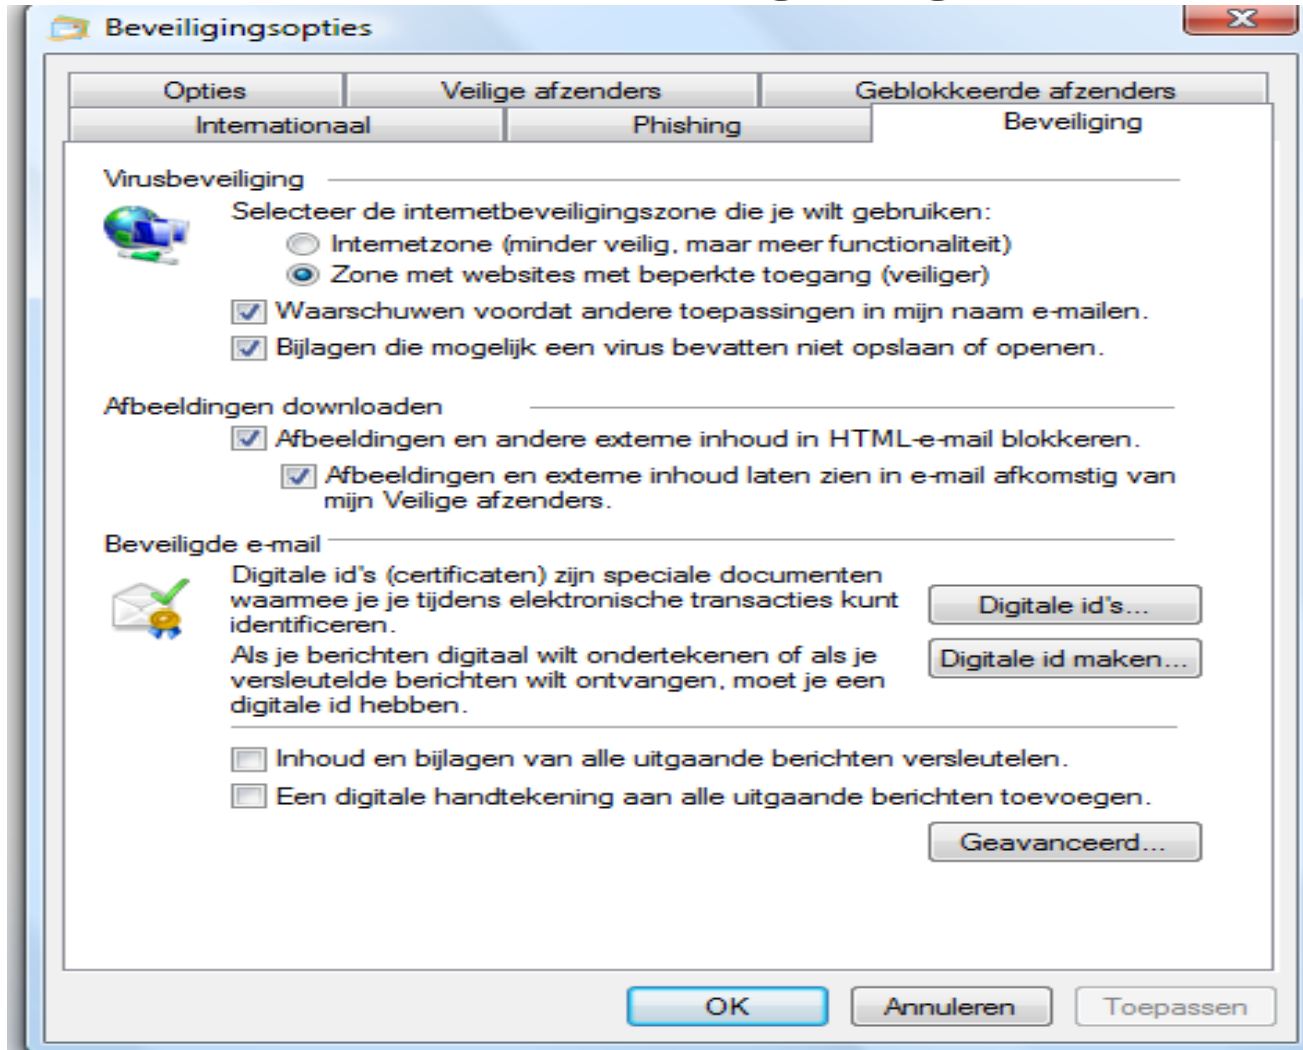 Beveiligingsopties
Opties Veilige afzenders Geblokkeerde afzenders
Internationaal Phishing Beveiliging
Virusbeveiliging
Selecteer de internetbeveiligingszone die je wilt gebruiken:
Internetzone (minder veilig, maar meer functionaliteit)
Zone met websites met beperkte toegang (veiliger)
Waarschuwen voordat andere toepassingen in mijn naam e-mailen.
Bijlagen die mogelijk een virus bevatten niet opslaan of openen.
Afbeeldingen downloaden
Afbeeldingen en andere externe inhoud in HTML-e-mail blokkeren.
Afbeeldingen en externe inhoud laten zien in e-mail afkomstig van
mijn Veilige afzenders.
Beveiligde e-mail
Digitale id's (certificaten) zijn speciale documenten
waarmee je je tijdens elektronische transacties kunt
identificeren.
Digitale id's...
Als je berichten digitaal wilt ondertekenen of als je
versleutelde berichten wilt ontvangen, moet je een
digitale id hebben.
Digitale id maken...
Inhoud en bijlagen van alle uitgaande berichten versleutelen.
Een digitale handtekening aan alle uitgaande berichten toevoegen.
Geavanceerd...
OK Annuleren Toepassen